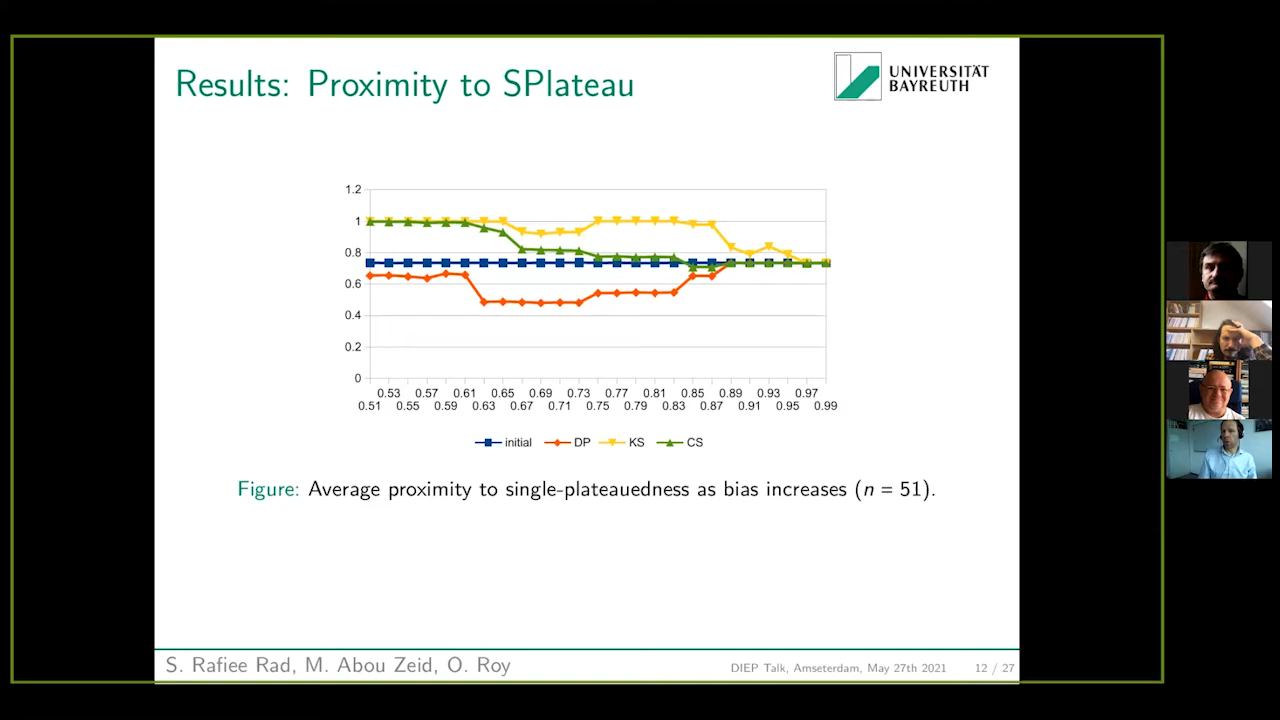 Results: Proximity to SPlateau
UNIVERSITÄT
BAYREUTH
1.2
1
0.8
0.6
0.4
0.2
0
0.53 0.57 0.61 0.65 0.69 0.73 0.77 0.81 0.85 0.89 0.93 0.97
0.51 0.55 0.59 0.63 0.67 0.71 0.75 0.79 0.83 0.87 0.91 0.95 0.99
initial DP KS CS
Figure: Average proximity to single-plateauedness as bias increases (n = 51).
S. Rafiee Rad, M. Abou Zeid, O. Roy
DIEP Talk, Amseterdam, May 27th 2021 12 / 27